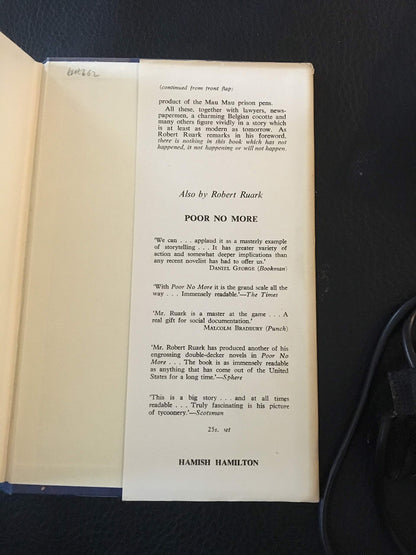 (continued from front flap)
product of the Mau Mau prison pens.
All these, together with lawyers, news-
papermen, a charming Belgian cocotte and
many others figure vividly in a story which
is at least as modern as tomorrow. As
Robert Ruark remarks in his foreword,
there is nothing in this book which has not
happened, is not happening or will not happen.
Also by Robert Ruark
POOR NO MORE
'We can . . . applaud it as a masterly example
of storytelling . . . It has greater variety of
action and somewhat deeper implications than
any recent novelist has had to offer us.'
DANIEL GEORGE (Bookman)
'With Poor No More it is the grand scale all the
way . . . Immensely readable.'—The Times
'Mr. Ruark is a master at the game . . . A
real gift for social documentation.'
MALCOLM BRADBURY (Punch)
'Mr. Robert Ruark has produced another of his
engrossing double-decker novels in Poor No
More . . . The book is as immensely readable
as anything that has come out of the United
States for a long time.'—Sphere
'This is a big story . . . and at all times
readable . . . Truly fascinating is his picture
of tycoonery.'—Scotsman
25s. net
HAMISH HAMILTON